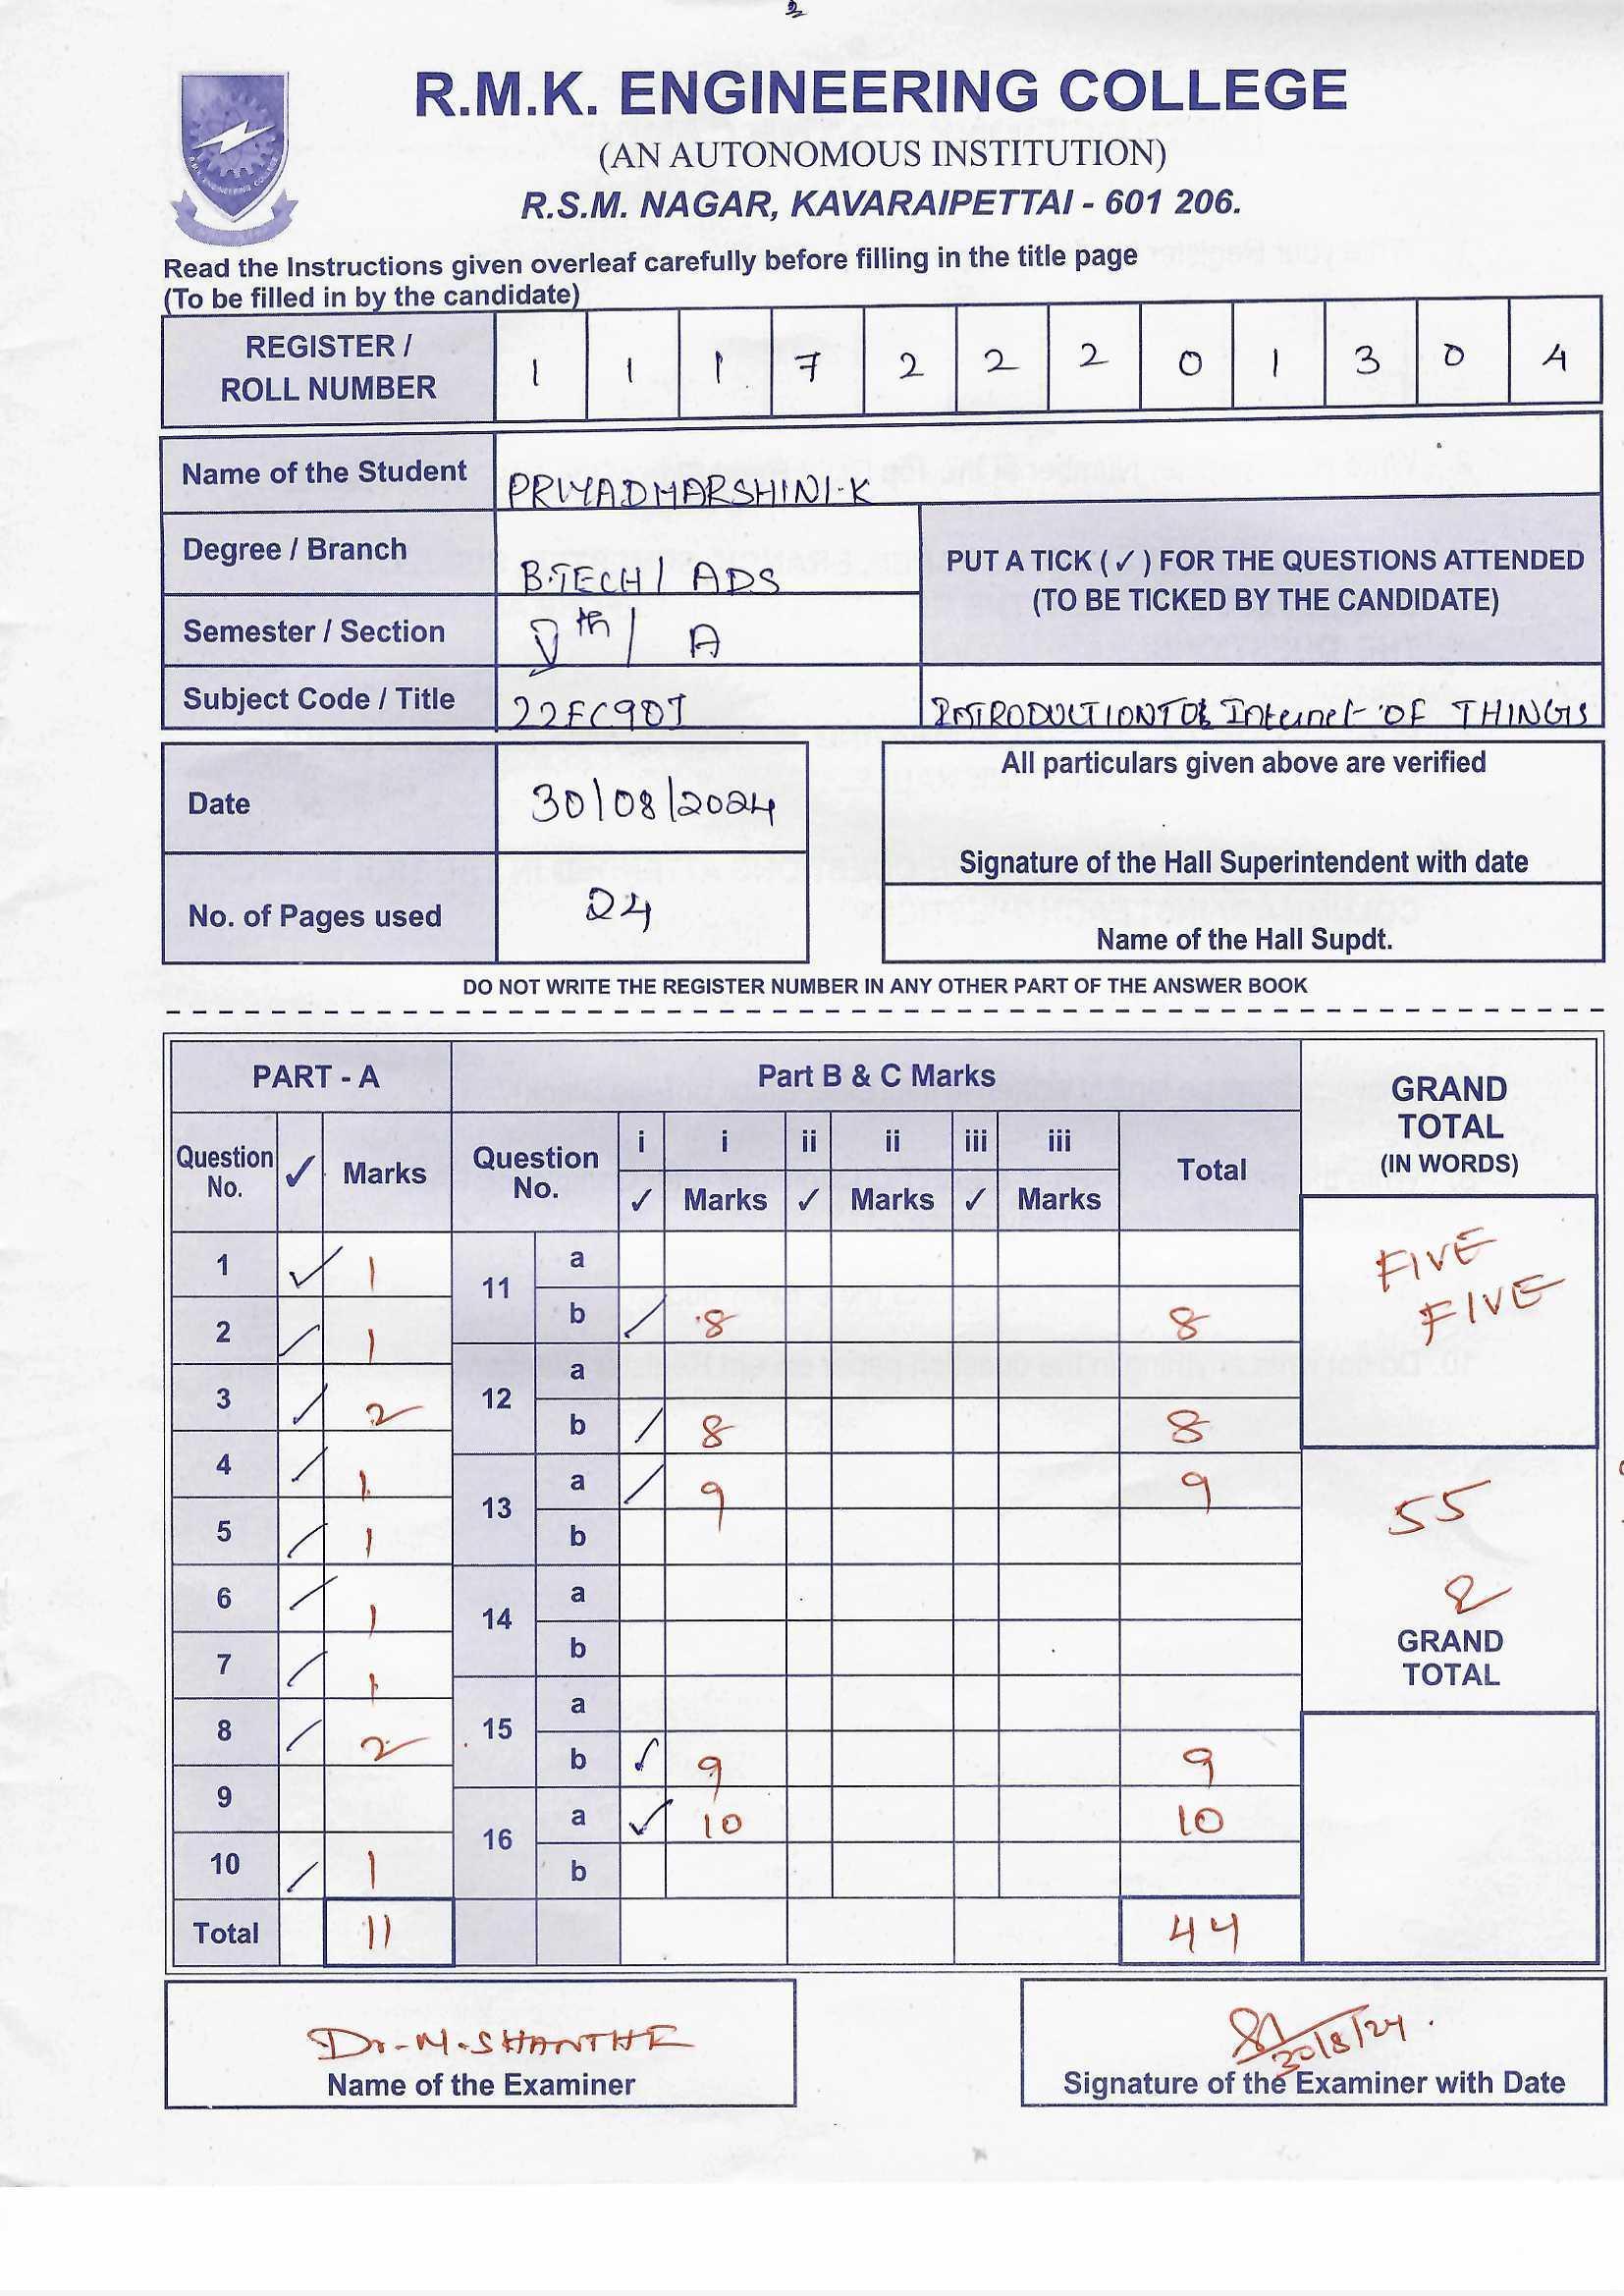 2
R.M.K. ENGINEERING COLLEGE
(AN AUTONOMOUS INSTITUTION)
R.S.M. NAGAR, KAVARAIPETTAI - 601 206.
Read the Instructions given overleaf carefully before filling in the title page
(To be filled in by the candidate)
REGISTER / ROLL NUMBER 1 1 1 7 2 2 2 0 1 3 0 4
Name of the Student PRIYADHARSHINI.K
Degree / Branch B.TECH / ADS
PUT A TICK (✓) FOR THE QUESTIONS ATTENDED
(TO BE TICKED BY THE CANDIDATE)
Semester / Section Vth / A
Subject Code / Title INTRODUCTION TO Internet OF THINGS
Date 30/08/2024
All particulars given above are verified
Signature of the Hall Superintendent with date
No. of Pages used 24
Name of the Hall Supdt.
DO NOT WRITE THE REGISTER NUMBER IN ANY OTHER PART OF THE ANSWER BOOK
PART - A Part B & C Marks GRAND TOTAL (IN WORDS)
Question No. ✓ Marks Question No. i i ii ii iii iii Total
✓ Marks ✓ Marks ✓ Marks
1 ✓ 1 11 a
2 ✓ 1 b ✓ 8 8
FIVE
FIVE
3 ✓ 2 12 a
b ✓ 8 8
4 ✓ 1 13 a ✓ 9 9
55
5 ✓ 1 b
6 ✓ 1 14 a
7 ✓ 1 b
GRAND TOTAL
8 ✓ 2 15 a
b ✓ 9 9
9 16 a ✓ 10 10
10 ✓ 1 b
Total 11 44
Dr. M. SHANTHI
Name of the Examiner
30/8/24.
Signature of the Examiner with Date